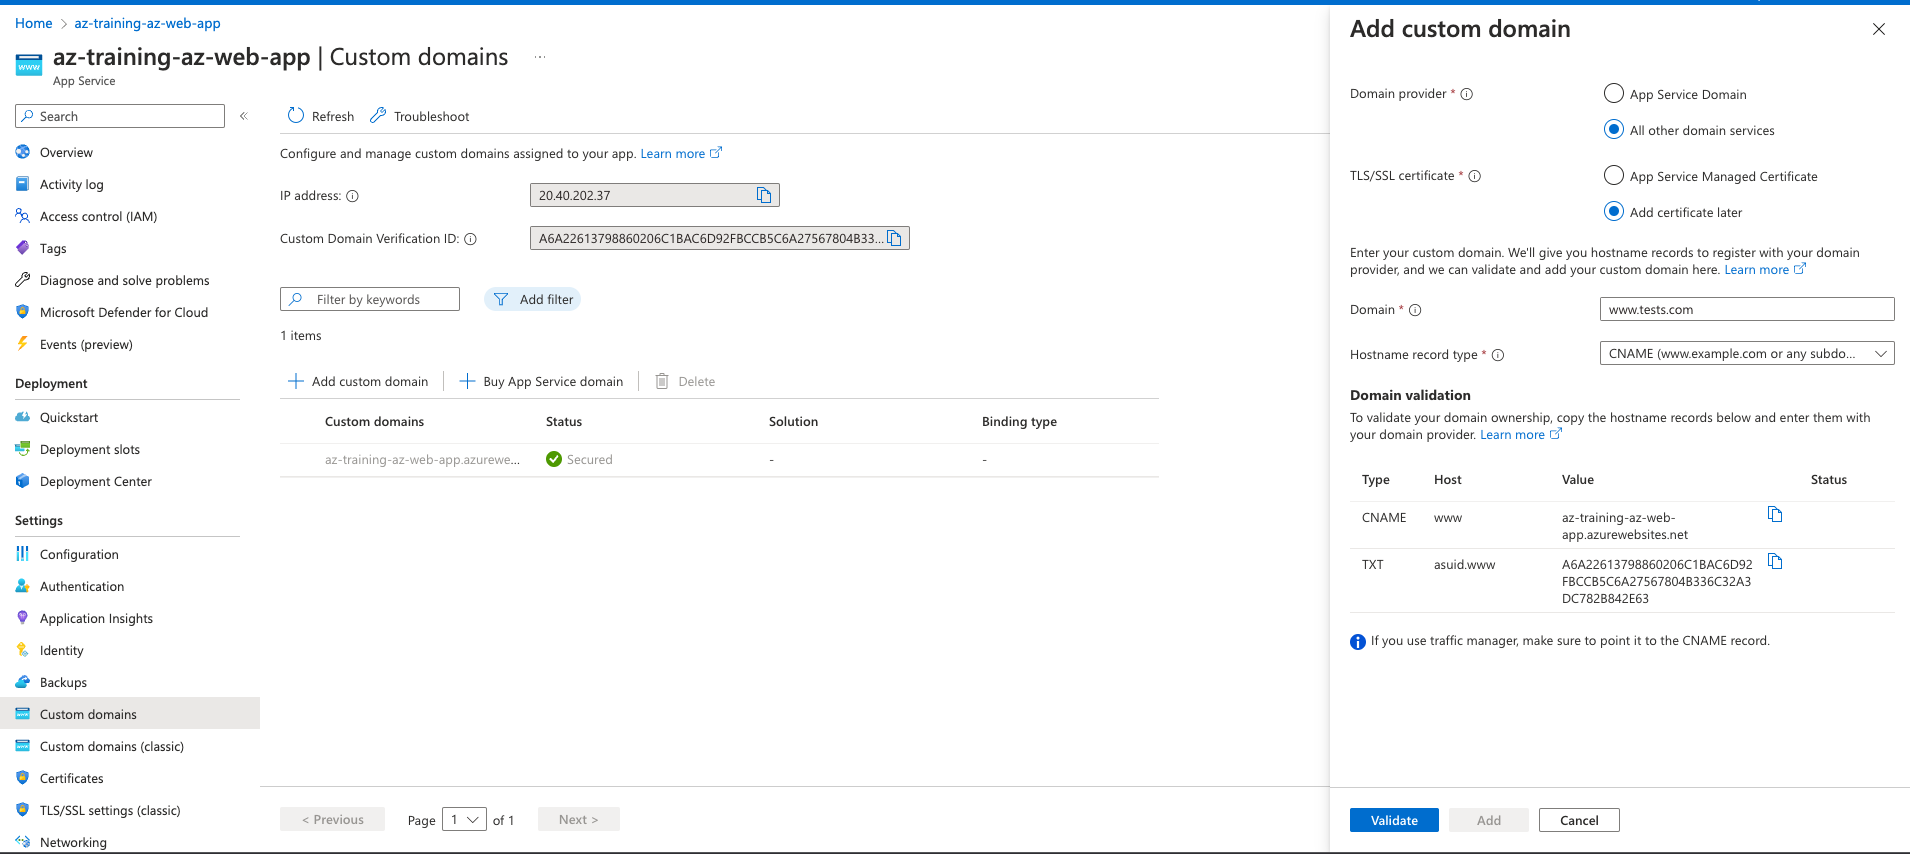 Home > az-training-az-web-app
az-training-az-web-app | Custom domains ...
App Service
Search «
Overview
Activity log
Access control (IAM)
Tags
Diagnose and solve problems
Microsoft Defender for Cloud
Events (preview)
Deployment
Quickstart
Deployment slots
Deployment Center
Settings
Configuration
Authentication
Application Insights
Identity
Backups
Custom domains
Custom domains (classic)
Certificates
TLS/SSL settings (classic)
Networking
Refresh Troubleshoot
Configure and manage custom domains assigned to your app. Learn more
IP address: 20.40.202.37
Custom Domain Verification ID: A6A22613798860206C1BAC6D92FBCCB5C6A27567804B33...
Filter by keywords Add filter
1 items
Add custom domain Buy App Service domain Delete
Custom domains Status Solution Binding type
az-training-az-web-app.azurewe... Secured - -
< Previous Page 1 of 1 Next >
Add custom domain
Domain provider * App Service Domain
All other domain services
TLS/SSL certificate * App Service Managed Certificate
Add certificate later
Enter your custom domain. We'll give you hostname records to register with your domain
provider, and we can validate and add your custom domain here. Learn more
Domain * www.tests.com
Hostname record type * CNAME (www.example.com or any subdo...
Domain validation
To validate your domain ownership, copy the hostname records below and enter them with
your domain provider. Learn more
Type Host Value Status
CNAME www az-training-az-web-
app.azurewebsites.net
TXT asuid.www A6A22613798860206C1BAC6D92
FBCCB5C6A27567804B336C32A3
DC782B842E63
If you use traffic manager, make sure to point it to the CNAME record.
Validate Add Cancel